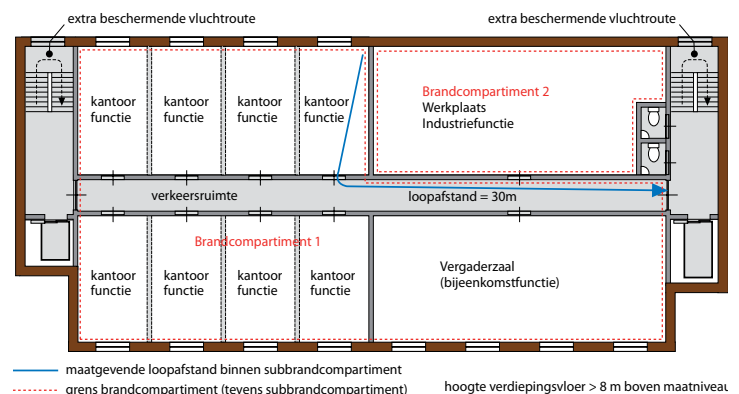 extra beschermende vluchtroute
extra beschermende vluchtroute
kantoor
functie
kantoor
functie
kantoor
functie
kantoor
functie
Brandcompartiment 2
Werkplaats
Industriefunctie
verkeersruimte
loopafstand = 30m
Brandcompartiment 1
kantoor
functie
kantoor
functie
kantoor
functie
kantoor
functie
Vergaderzaal
(bijeenkomstfunctie)
maatgevende loopafstand binnen subbrandcompartiment
grens brandcompartiment (tevens subbrandcompartiment)
hoogte verdiepingsvloer > 8 m boven maatniveau